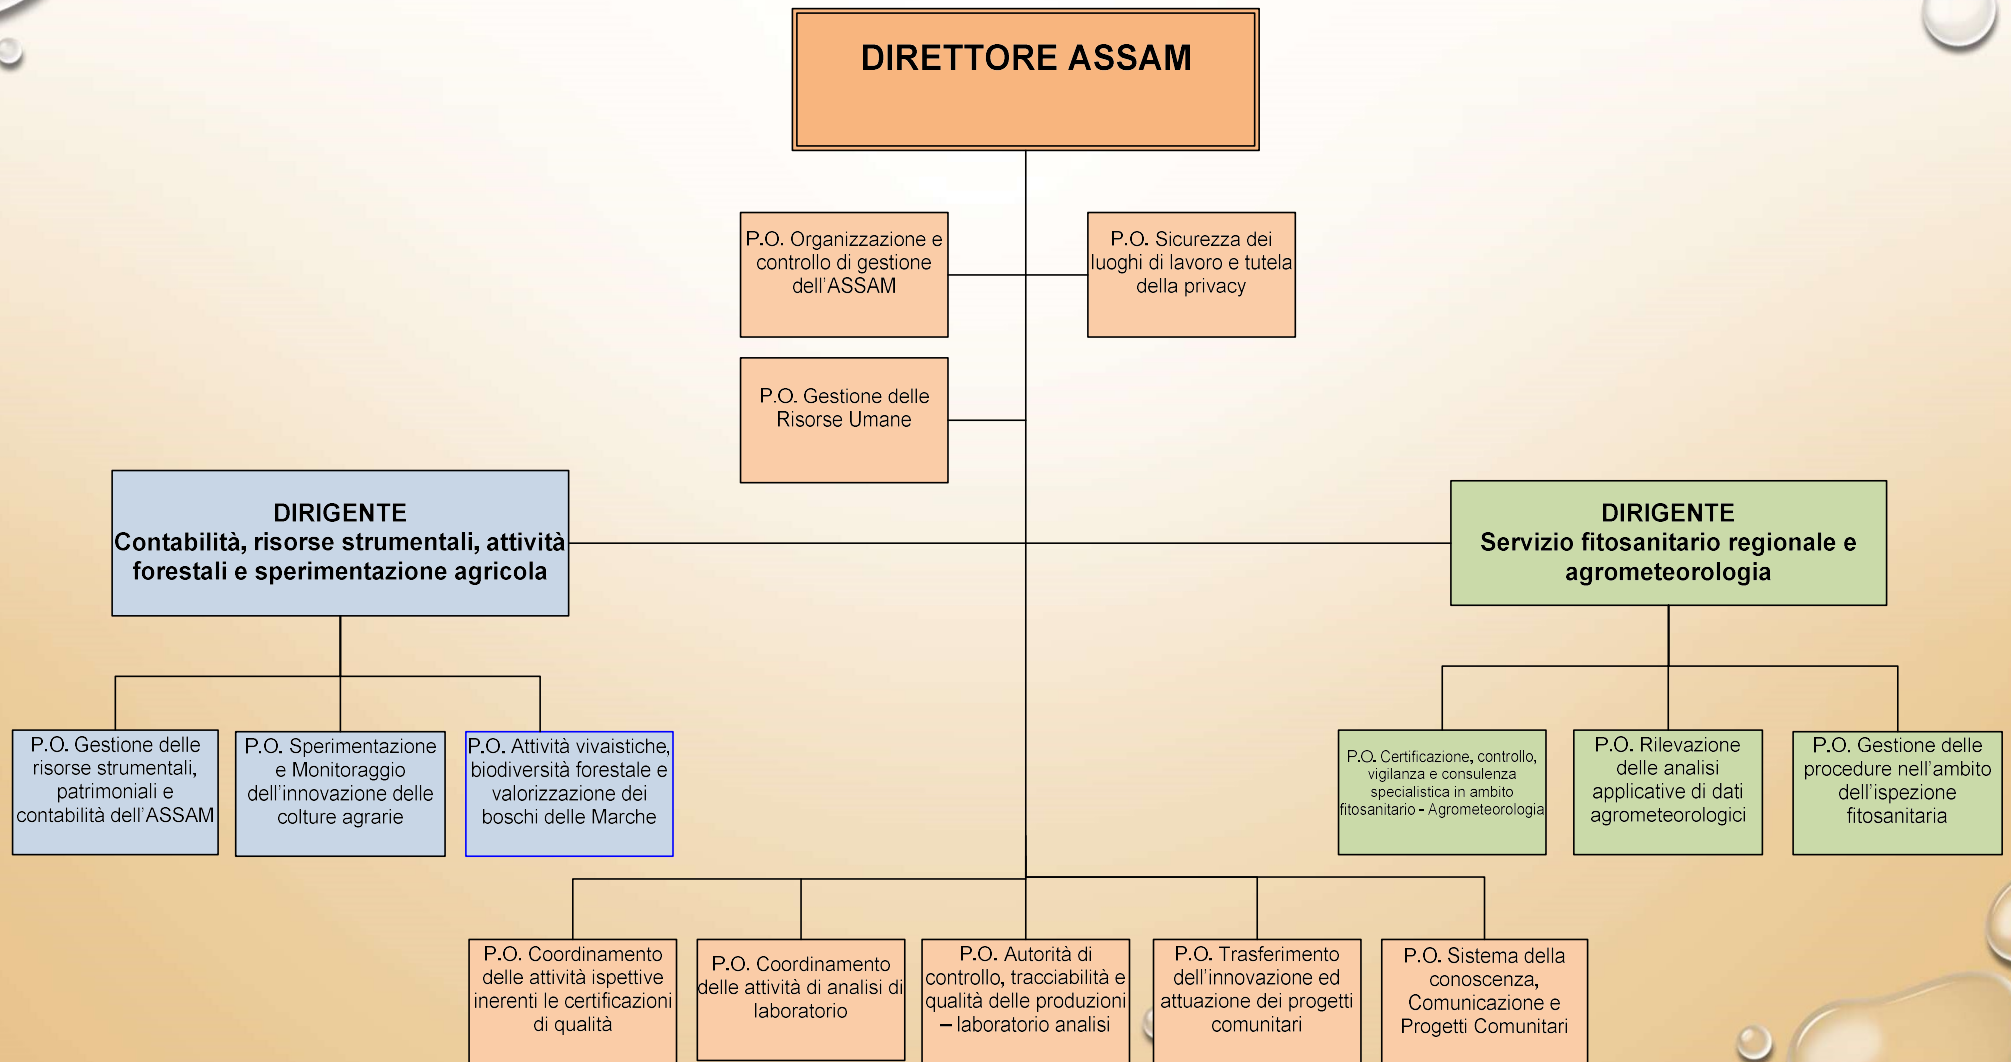 DIRETTORE ASSAM
P.O. Organizzazione e
controllo di gestione
dell'ASSAM
P.O. Sicurezza dei
luoghi di lavoro e tutela
della privacy
P.O. Gestione delle
Risorse Umane
DIRIGENTE
Contabilità, risorse strumentali, attività
forestali e sperimentazione agricola
DIRIGENTE
Servizio fitosanitario regionale e
agrometeorologia
P.O. Gestione delle
risorse strumentali,
patrimoniali e
contabilità dell'ASSAM
P.O. Sperimentazione
e Monitoraggio
dell'innovazione delle
colture agrarie
P.O. Attività vivaistiche,
biodiversità forestale e
valorizzazione dei
boschi delle Marche
P.O. Certificazione, controllo,
vigilanza e consulenza
specialistica in ambito
fitosanitario - Agrometeorologia
P.O. Rilevazione
delle analisi
applicative di dati
agrometeorologici
P.O. Gestione delle
procedure nell'ambito
dell'ispezione
fitosanitaria
P.O. Coordinamento
delle attività ispettive
inerenti le certificazioni
di qualità
P.O. Coordinamento
delle attività di analisi di
laboratorio
P.O. Autorità di
controllo, tracciabilità e
qualità delle produzioni
– laboratorio analisi
P.O. Trasferimento
dell'innovazione ed
attuazione dei progetti
comunitari
P.O. Sistema della
conoscenza,
Comunicazione e
Progetti Comunitari